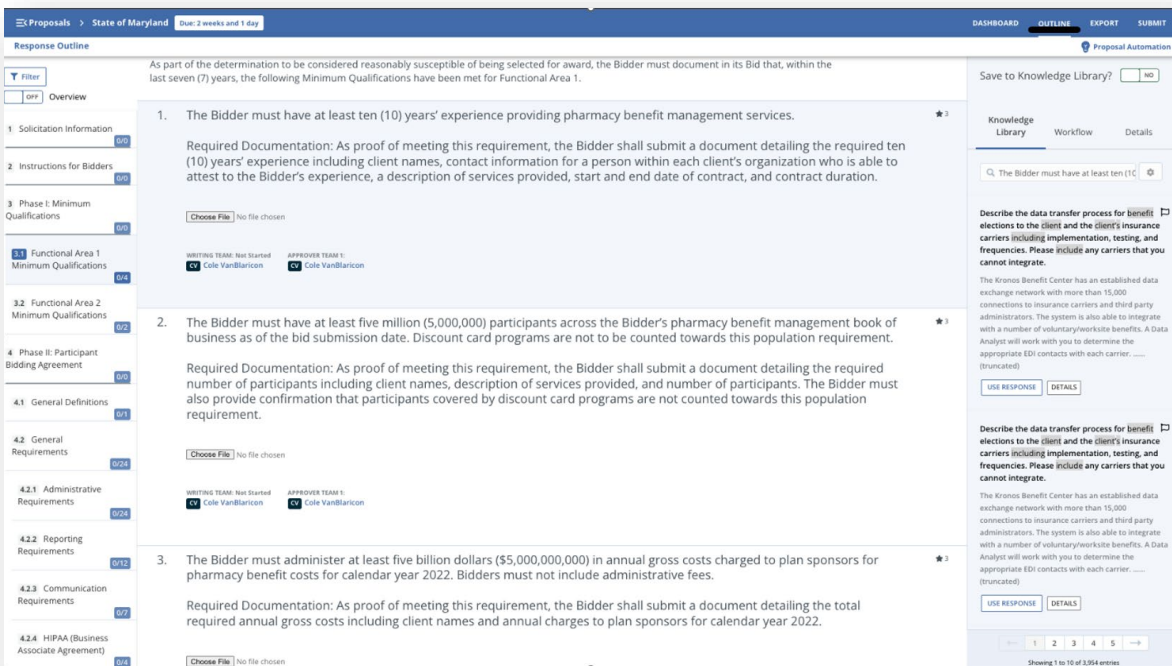 Proposals > State of Maryland Due: 2 weeks and 1 day
DASHBOARD OUTLINE EXPORT SUBMIT
Response Outline
Proposal Automation
Filter
OFF Overview
1 Solicitation Information
0/0
2 Instructions for Bidders
0/0
3 Phase I: Minimum
Qualifications
0/0
3.1 Functional Area 1
Minimum Qualifications
0/4
3.2 Functional Area 2
Minimum Qualifications
0/2
4 Phase II: Participant
Bidding Agreement
0/0
4.1 General Definitions
0/1
4.2 General
Requirements
0/24
4.2.1 Administrative
Requirements
0/24
4.2.2 Reporting
Requirements
0/12
4.2.3 Communication
Requirements
0/7
4.2.4 HIPAA (Business
Associate Agreement)
0/4
As part of the determination to be considered reasonably susceptible of being selected for award, the Bidder must document in its Bid that, within the
last seven (7) years, the following Minimum Qualifications have been met for Functional Area 1.
1. The Bidder must have at least ten (10) years' experience providing pharmacy benefit management services.
★3
Required Documentation: As proof of meeting this requirement, the Bidder shall submit a document detailing the required ten
(10) years' experience including client names, contact information for a person within each client's organization who is able to
attest to the Bidder's experience, a description of services provided, start and end date of contract, and contract duration.
Choose File No file chosen
WRITING TEAM: Not Started APPROVER TEAM 1:
CV Cole VanBlaricon CV Cole VanBlaricon
2. The Bidder must have at least five million (5,000,000) participants across the Bidder's pharmacy benefit management book of
★3
business as of the bid submission date. Discount card programs are not to be counted towards this population requirement.
Required Documentation: As proof of meeting this requirement, the Bidder shall submit a document detailing the required
number of participants including client names, description of services provided, and number of participants. The Bidder must
also provide confirmation that participants covered by discount card programs are not counted towards this population
requirement.
Choose File No file chosen
WRITING TEAM: Not Started APPROVER TEAM 1:
CV Cole VanBlaricon CV Cole VanBlaricon
3. The Bidder must administer at least five billion dollars ($5,000,000,000) in annual gross costs charged to plan sponsors for
★3
pharmacy benefit costs for calendar year 2022. Bidders must not include administrative fees.
Required Documentation: As proof of meeting this requirement, the Bidder shall submit a document detailing the total
required annual gross costs including client names and annual charges to plan sponsors for calendar year 2022.
Choose File No file chosen
Save to Knowledge Library? NO
Knowledge
Library Workflow Details
The Bidder must have at least ten (10
Describe the data transfer process for benefit
elections to the client and the client's insurance
carriers including implementation, testing, and
frequencies. Please include any carriers that you
cannot integrate.
The Kronos Benefit Center has an established data
exchange network with more than 15,000
connections to insurance carriers and third party
administrators. The system is also able to integrate
with a number of voluntary/worksite benefits. A Data
Analyst will work with you to determine the
appropriate EDI contacts with each carrier. ......
(truncated)
USE RESPONSE DETAILS
Describe the data transfer process for benefit
elections to the client and the client's insurance
carriers including implementation, testing, and
frequencies. Please include any carriers that you
cannot integrate.
The Kronos Benefit Center has an established data
exchange network with more than 15,000
connections to insurance carriers and third party
administrators. The system is also able to integrate
with a number of voluntary/worksite benefits. A Data
Analyst will work with you to determine the
appropriate EDI contacts with each carrier. ......
(truncated)
USE RESPONSE DETAILS
← 1 2 3 4 5 →
Showing 1 to 10 of 3,954 entries